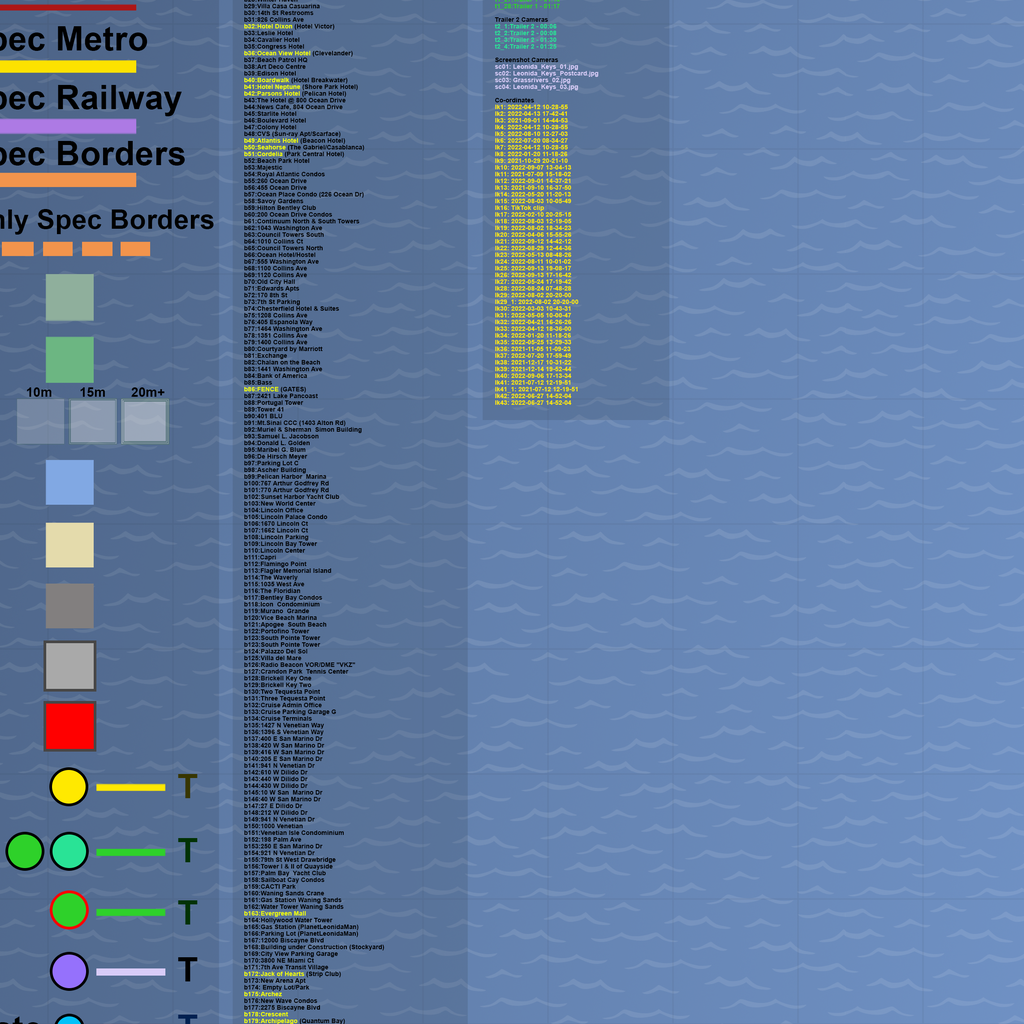 pec Metro
pec Railway
pec Borders
nly Spec Borders
10m 15m 20m+
T
T
T
T
b29:Villa Casa Casuarina
b30:14th St Restrooms
b31:826 Collins Ave
b32:Hotel Dixon (Hotel Victor)
b33:Leslie Hotel
b34:Cavalier Hotel
b35:Congress Hotel
b36:Ocean View Hotel (Clevelander)
b37:Beach Patrol HQ
b38:Art Deco Centre
b39:Edison Hotel
b40:Boardwalk (Hotel Breakwater)
b41:Hotel Neptune (Shore Park Hotel)
b42:Parsons Hotel (Pelican Hotel)
b43:The Hotel @ 800 Ocean Drive
b44:News Cafe, 804 Ocean Drive
b45:Starlite Hotel
b46:Boulevard Hotel
b47:Colony Hotel
b48:CVS (Sun-ray Apt/Scarface)
b49:Atlantis Hotel (Beacon Hotel)
b50:Seahorse (The Gabriel/Casablanca)
b51:Cordelia (Park Central Hotel)
b52:Beach Park Hotel
b53:Majestic
b54:Royal Atlantic Condos
b55:260 Ocean Drive
b56:455 Ocean Drive
b57:Ocean Place Condo (226 Ocean Dr)
b58:Savoy Gardens
b59:Hilton Bentley Club
b60:200 Ocean Drive Condos
b61:Continuum North & South Towers
b62:1043 Washington Ave
b63:Council Towers South
b64:1010 Collins Ct
b65:Council Towers North
b66:Ocean Hotel/Hostel
b67:555 Washington Ave
b68:1100 Collins Ave
b69:1120 Collins Ave
b70:Old City Hall
b71:Edwards Apts
b72:170 8th St
b73:7th St Parking
b74:Chesterfield Hotel & Suites
b75:1208 Collins Ave
b76:405 Espanola Way
b77:1464 Washington Ave
b78:1351 Collins Ave
b79:1400 Collins Ave
b80:Courtyard by Marriott
b81:Exchange
b82:Chalan on the Beach
b83:1441 Washington Ave
b84:Bank of America
b85:Bass
b86:FENCE (GATES)
b87:2421 Lake Pancoast
b88:Portugal Tower
b89:Tower 41
b90:401 BLU
b91:Mt.Sinai CCC (1403 Alton Rd)
b92:Muriel & Sherman Simon Building
b93:Samuel L. Jacobson
b94:Donald L. Golden
b95:Maribel G. Blum
b96:De Hirsch Meyer
b97:Parking Lot C
b98:Ascher Building
b99:Pelican Harbor Marina
b100:767 Arthur Godfrey Rd
b101:770 Arthur Godfrey Rd
b102:Sunset Harbor Yacht Club
b103:New World Center
b104:Lincoln Office
b105:Lincoln Palace Condo
b106:1670 Lincoln Ct
b107:1662 Lincoln Ct
b108:Lincoln Parking
b109:Lincoln Bay Tower
b110:Lincoln Center
b111:Capri
b112:Flamingo Point
b113:Flagler Memorial Island
b114:The Waverly
b115:1035 West Ave
b116:The Floridian
b117:Bentley Bay Condos
b118:Icon Condominium
b119:Murano Grande
b120:Vice Beach Marina
b121:Apogee South Beach
b122:Portofino Tower
b123:South Pointe Tower
b123:South Pointe Tower
b124:Palazzo Del Sol
b125:Villa del Mare
b126:Radio Beacon VOR/DME "VKZ"
b127:Crandon Park Tennis Center
b128:Brickell Key One
b129:Brickell Key Two
b130:Two Tequesta Point
b131:Three Tequesta Point
b132:Cruise Admin Office
b133:Cruise Parking Garage G
b134:Cruise Terminals
b135:1427 N Venetian Way
b136:1396 S Venetian Way
b137:400 E San Marino Dr
b138:420 W San Marino Dr
b139:416 W San Marino Dr
b140:205 E San Marino Dr
b141:941 N Venetian Dr
b142:610 W Dilido Dr
b143:440 W Dilido Dr
b144:430 W Dilido Dr
b145:10 W San Marino Dr
b146:40 W San Marino Dr
b147:27 E Dilido Dr
b148:212 W Dilido Dr
b149:941 N Venetian Dr
b150:1000 Venetian
b151:Venetian Isle Condominium
b152:198 Palm Ave
b153:250 E San Marino Dr
b154:921 N Venetian Dr
b155:79th St West Drawbridge
b156:Tower I & II of Quayside
b157:Palm Bay Yacht Club
b158:Sailboat Cay Condos
b159:CACTI Park
b160:Waning Sands Crane
b161:Gas Station Waning Sands
b162:Water Tower Waning Sands
b163:Evergreen Mall
b164:Hollywood Water Tower
b165:Gas Station (PlanetLeonidaMan)
b166:Parking Lot (PlanetLeonidaMan)
b167:12000 Biscayne Blvd
b168:Building under Construction (Stockyard)
b169:City View Parking Garage
b170:3800 NE Miami Ct
b171:7th Ave Transit Village
b172:Jack of Hearts (Strip Club)
b173:New Arena Apt
b174: Empty Lot/Park
b175:Archez
b176:New Wave Condos
b177:2275 Biscayne Blvd
b178:Crescent
b179:Archipelago (Quantum Bay)
Trailer 2 Cameras
t2_1:Trailer 2 - 00:08
t2_2:Trailer 2 - 00:08
t2_3:Trailer 2 - 01:30
t2_4:Trailer 2 - 01:29
Screenshot Cameras
sc01: Leonida_Keys_01.jpg
sc02: Leonida_Keys_Postcard.jpg
sc03: Grassrivers_02.jpg
sc04: Leonida_Keys_03.jpg
Co-ordinates
lk1: 2022-04-12 10-28-55
lk2: 2022-04-13 17-42-41
lk3: 2021-09-01 14-44-53
lk4: 2022-04-12 10-28-55
lk5: 2022-08-10 12-27-03
lk6: 2022-07-20 08-34-27
lk7: 2022-04-12 10-28-55
lk8: 2022-01-20 11-18-26
lk9: 2021-10-29 20-21-10
lk10: 2022-09-07 13-04-13
lk11: 2021-07-09 15-18-02
lk12: 2022-09-01 14-37-21
lk13: 2021-09-10 16-37-50
lk14: 2022-05-20 11-20-13
lk15: 2022-08-03 10-08-49
lk16: TikTok clip
lk17: 2022-02-10 20-25-15
lk18: 2022-08-03 12-19-05
lk19: 2022-08-02 18-34-23
lk20: 2022-04-06 15-55-26
lk21: 2022-09-12 14-42-12
lk22: 2022-08-29 12-44-36
lk23: 2022-05-13 08-48-26
lk24: 2022-08-11 10-01-02
lk25: 2022-09-13 19-08-17
lk26: 2022-09-13 17-16-42
lk27: 2022-05-24 17-19-42
lk28: 2022-08-24 07-48-28
lk29: 2022-08-02 20-20-00
lk29_1: 2022-08-02 20-20-00
lk30: 2022-03-03 10-43-31
lk31: 2022-05-05 10-00-47
lk32: 2022-04-21 16-26-26
lk33: 2022-04-12 18-36-00
lk34: 2022-01-20 11-18-26
lk35: 2022-05-25 13-29-33
lk36: 2021-11-05 11-09-23
lk37: 2022-07-20 17-59-49
lk38: 2021-12-17 10-31-22
lk39: 2021-12-14 19-52-44
lk40: 2022-09-06 17-13-34
lk41: 2021-07-12 12-19-51
lk41_1: 2021-07-12 12-19-51
lk42: 2022-06-27 14-52-04
lk43: 2022-06-27 14-52-04